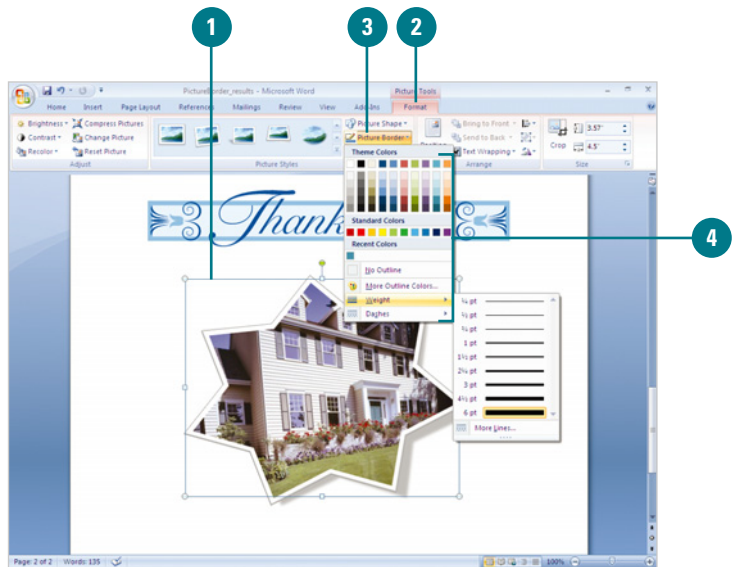 1
3
2
PictureBorder_results - Microsoft Word
Picture Tools
Home Insert Page Layout References Mailings Review View Add-Ins Format
Brightness Compress Pictures
Contrast Change Picture
Recolor Reset Picture
Adjust
Picture Styles
Picture Shape
Picture Border
Bring to Front
Send to Back
Text Wrapping
Arrange
Crop
3.57"
4.5"
Size
Theme Colors
Standard Colors
Recent Colors
No Outline
More Outline Colors...
Weight
Dashes
4
Thank
¼ pt
½ pt
¾ pt
1 pt
1½ pt
2¼ pt
3 pt
4½ pt
6 pt
More Lines...
Page: 2 of 2 Words: 135
100%